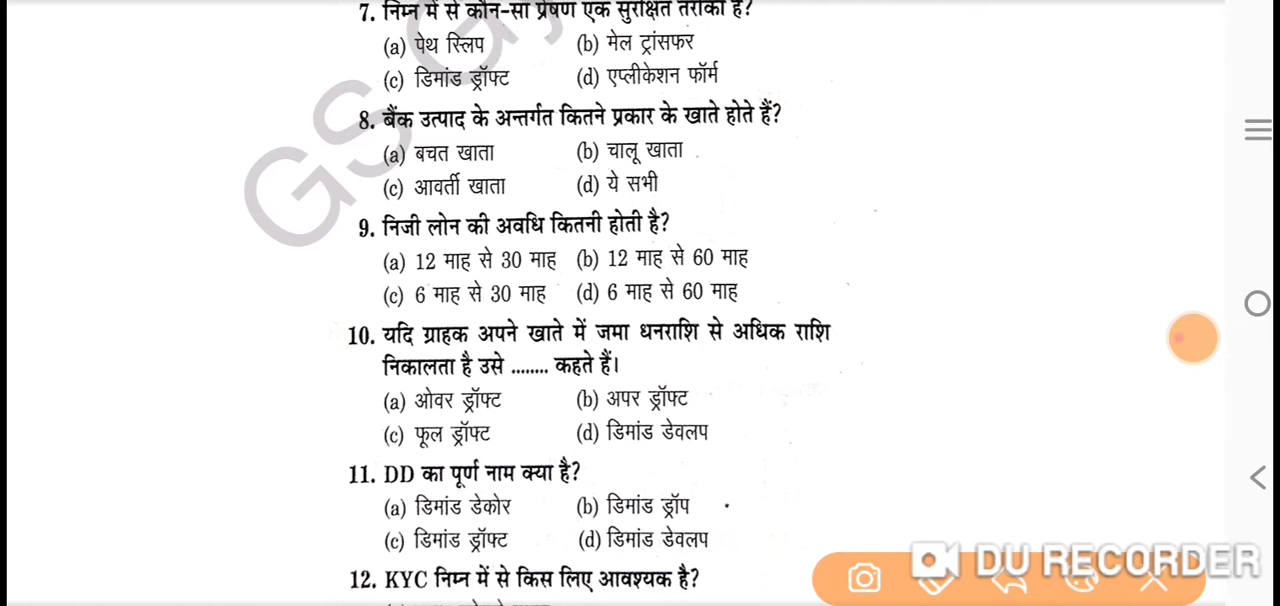 7. निम्न में से कौन-सा प्रेषण एक सुरक्षित तरीका है?
(a) पेथ स्लिप (b) मेल ट्रांसफर
(c) डिमांड ड्रॉफ्ट (d) एप्लीकेशन फॉर्म
8. बैंक उत्पाद के अन्तर्गत कितने प्रकार के खाते होते हैं?
(a) बचत खाता (b) चालू खाता
(c) आवर्ती खाता (d) ये सभी
9. निजी लोन की अवधि कितनी होती है?
(a) 12 माह से 30 माह (b) 12 माह से 60 माह
(c) 6 माह से 30 माह (d) 6 माह से 60 माह
10. यदि ग्राहक अपने खाते में जमा धनराशि से अधिक राशि
निकालता है उसे ........ कहते हैं।
(a) ओवर ड्रॉफ्ट (b) अपर ड्रॉफ्ट
(c) फूल ड्रॉफ्ट (d) डिमांड डेवलप
11. DD का पूर्ण नाम क्या है?
(a) डिमांड डेकोर (b) डिमांड ड्रॉप
(c) डिमांड ड्रॉफ्ट (d) डिमांड डेवलप
12. KYC निम्न में से किस लिए आवश्यक है?
GS G
DU RECORDER